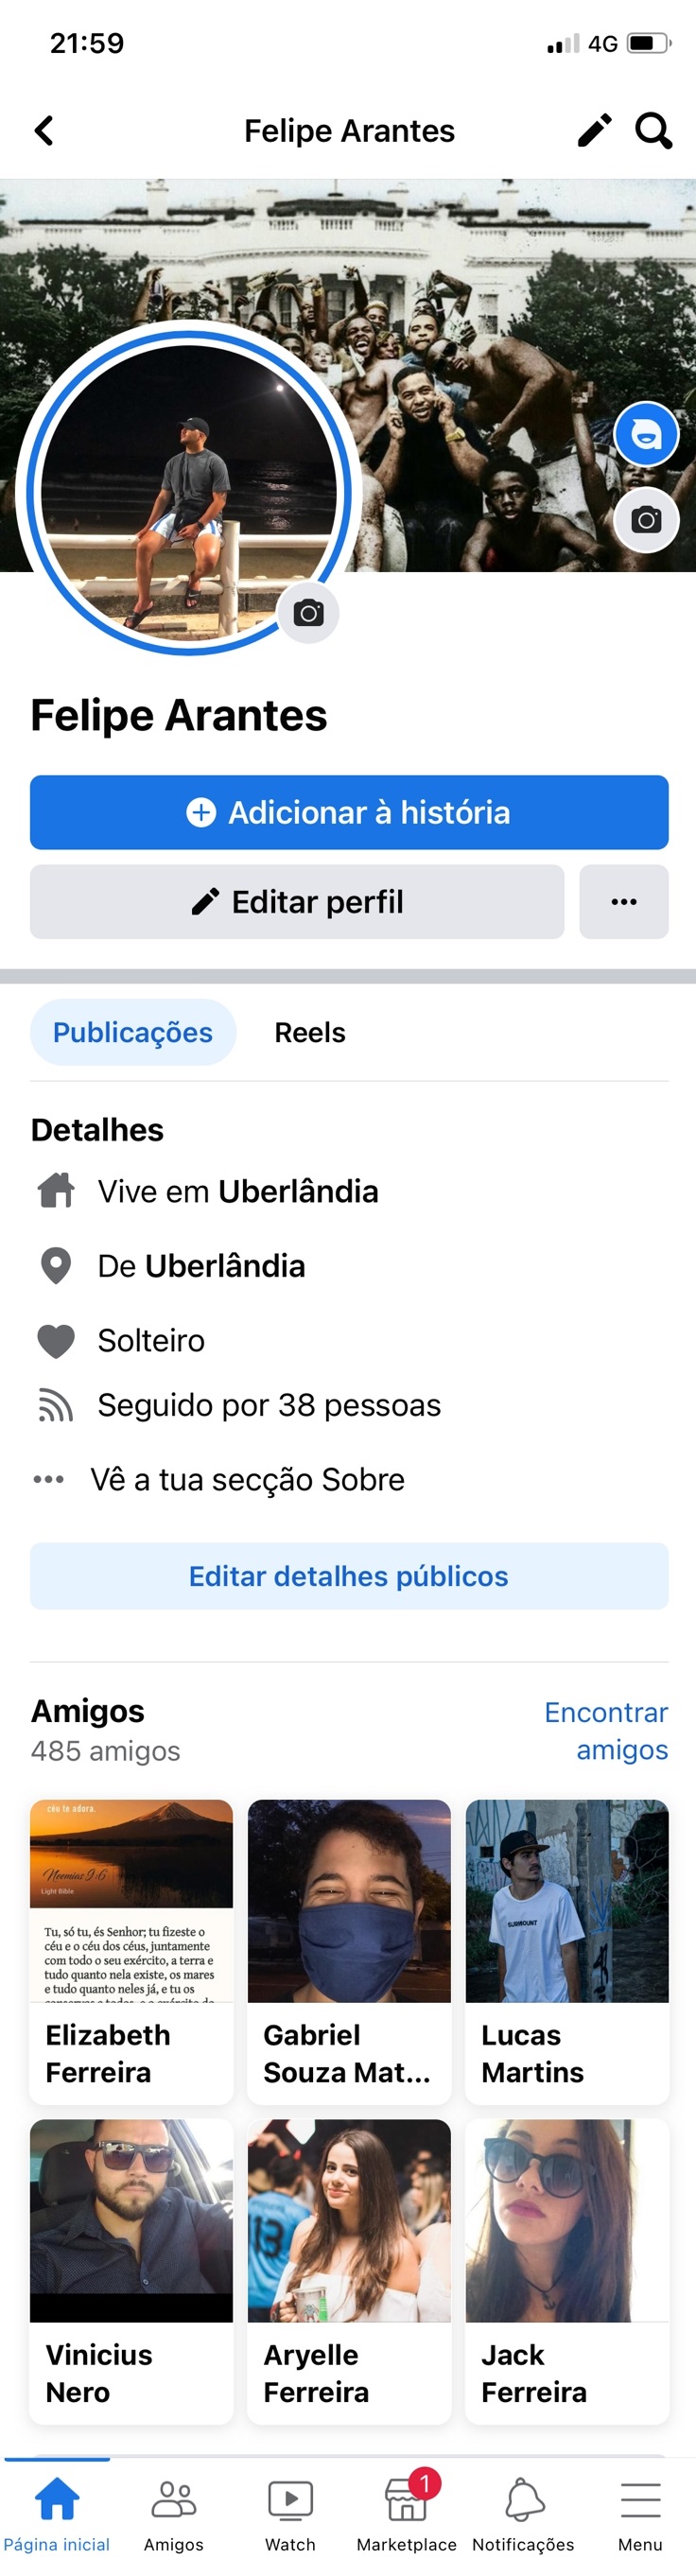 21:59
4G
Felipe Arantes
Felipe Arantes
Adicionar à história
Editar perfil
Publicações
Reels
Detalhes
Vive em Uberlândia
De Uberlândia
Solteiro
Seguido por 38 pessoas
Vê a tua secção Sobre
Editar detalhes públicos
Amigos
485 amigos
Encontrar
amigos
céu te adora.
Neemias 9:6
Light Bible
Tu, só tu, és Senhor; tu fizeste o
céu e o céu dos céus, juntamente
com todo o seu exército, a terra e
tudo quanto nela existe, os mares
e tudo quanto neles já, e tu os
Elizabeth
Ferreira
Gabriel
Souza Mat...
SURMOUNT
Lucas
Martins
Vinicius
Nero
13
Aryelle
Ferreira
Jack
Ferreira
Página inicial
Amigos
Watch
1
Marketplace
Notificações
Menu